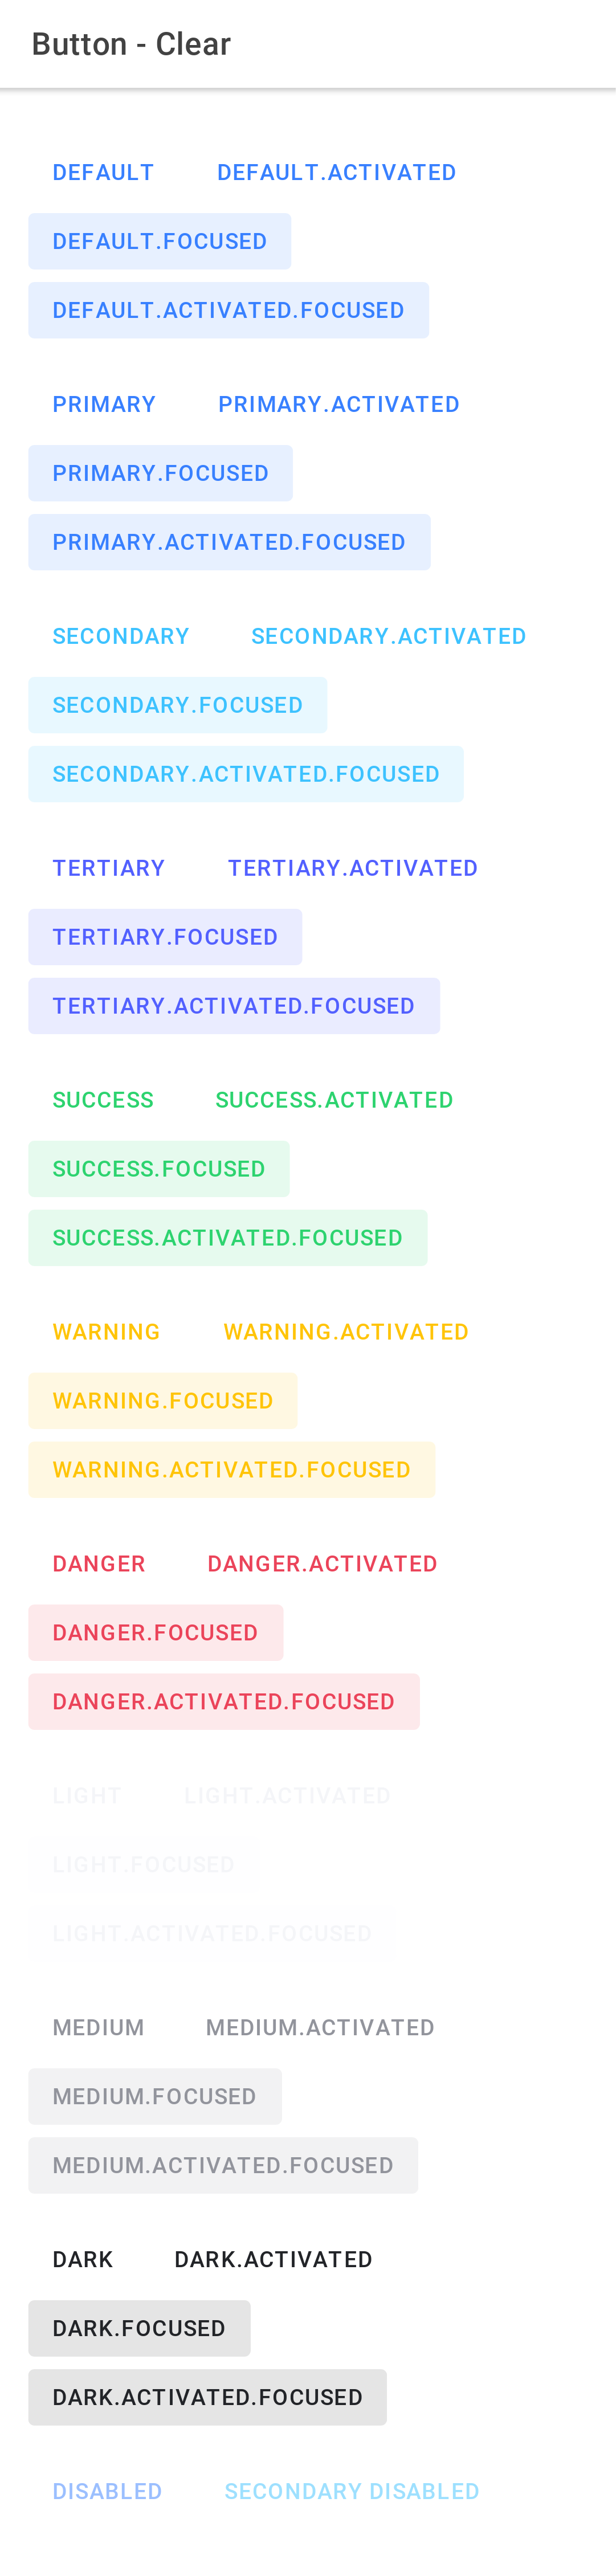 Button - Clear
DEFAULT DEFAULT.ACTIVATED
DEFAULT.FOCUSED
DEFAULT.ACTIVATED.FOCUSED
PRIMARY PRIMARY.ACTIVATED
PRIMARY.FOCUSED
PRIMARY.ACTIVATED.FOCUSED
SECONDARY SECONDARY.ACTIVATED
SECONDARY.FOCUSED
SECONDARY.ACTIVATED.FOCUSED
TERTIARY TERTIARY.ACTIVATED
TERTIARY.FOCUSED
TERTIARY.ACTIVATED.FOCUSED
SUCCESS SUCCESS.ACTIVATED
SUCCESS.FOCUSED
SUCCESS.ACTIVATED.FOCUSED
WARNING WARNING.ACTIVATED
WARNING.FOCUSED
WARNING.ACTIVATED.FOCUSED
DANGER DANGER.ACTIVATED
DANGER.FOCUSED
DANGER.ACTIVATED.FOCUSED
LIGHT LIGHT.ACTIVATED
LIGHT.FOCUSED
LIGHT.ACTIVATED.FOCUSED
MEDIUM MEDIUM.ACTIVATED
MEDIUM.FOCUSED
MEDIUM.ACTIVATED.FOCUSED
DARK DARK.ACTIVATED
DARK.FOCUSED
DARK.ACTIVATED.FOCUSED
DISABLED SECONDARY DISABLED